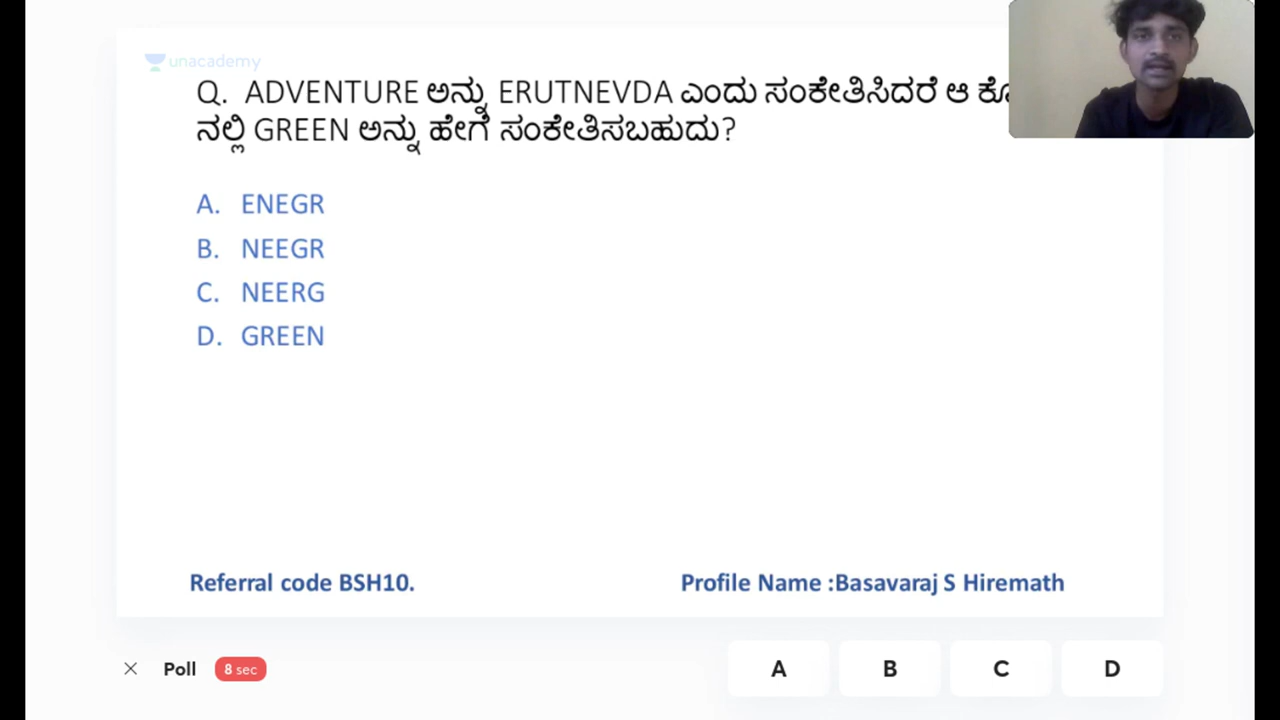 unacademy
Q. ADVENTURE ಅನ್ನು ERUTNEVDA ಎಂದು ಸಂಕೇತಿಸಿದರೆ ಆ
ನಲ್ಲಿ GREEN ಅನ್ನು ಹೇಗೆ ಸಂಕೇತಿಸಬಹುದು?
A. ENEGR
B. NEEGR
C. NEERG
D. GREEN
Referral code BSH10. Profile Name :Basavaraj S Hiremath
Poll 8 sec A B C D